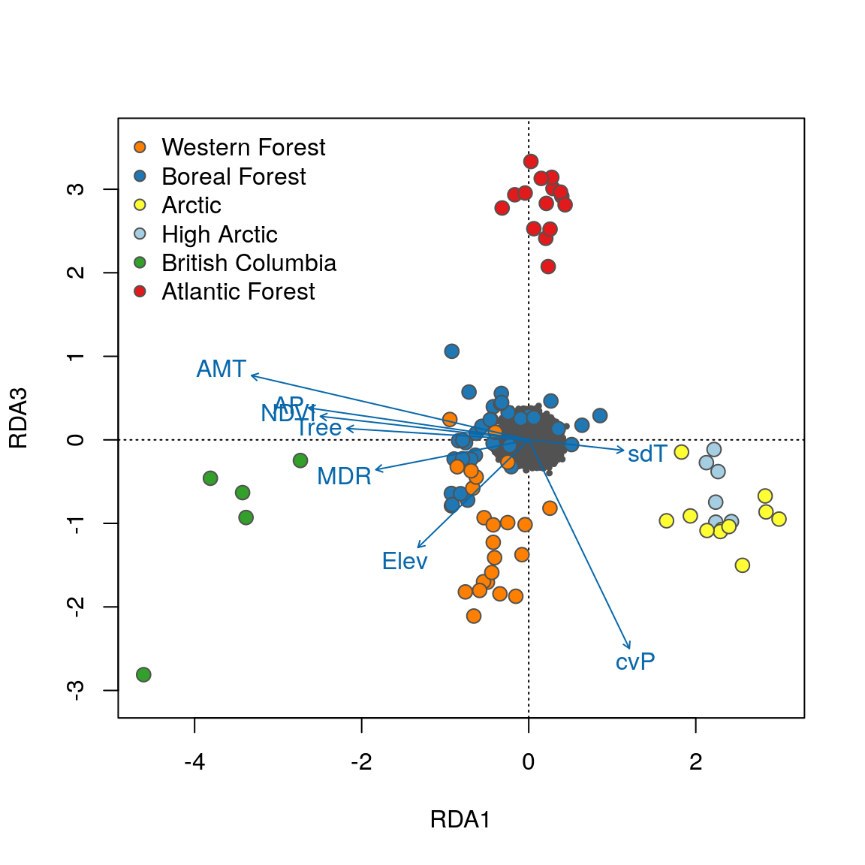 Western Forest
Boreal Forest
Arctic
High Arctic
British Columbia
Atlantic Forest
3
2
1
0
-1
-2
-3
RDA3
AMT
AP
NDVI
Tree
MDR
Elev
sdT
cvP
-4
-2
0
2
RDA1